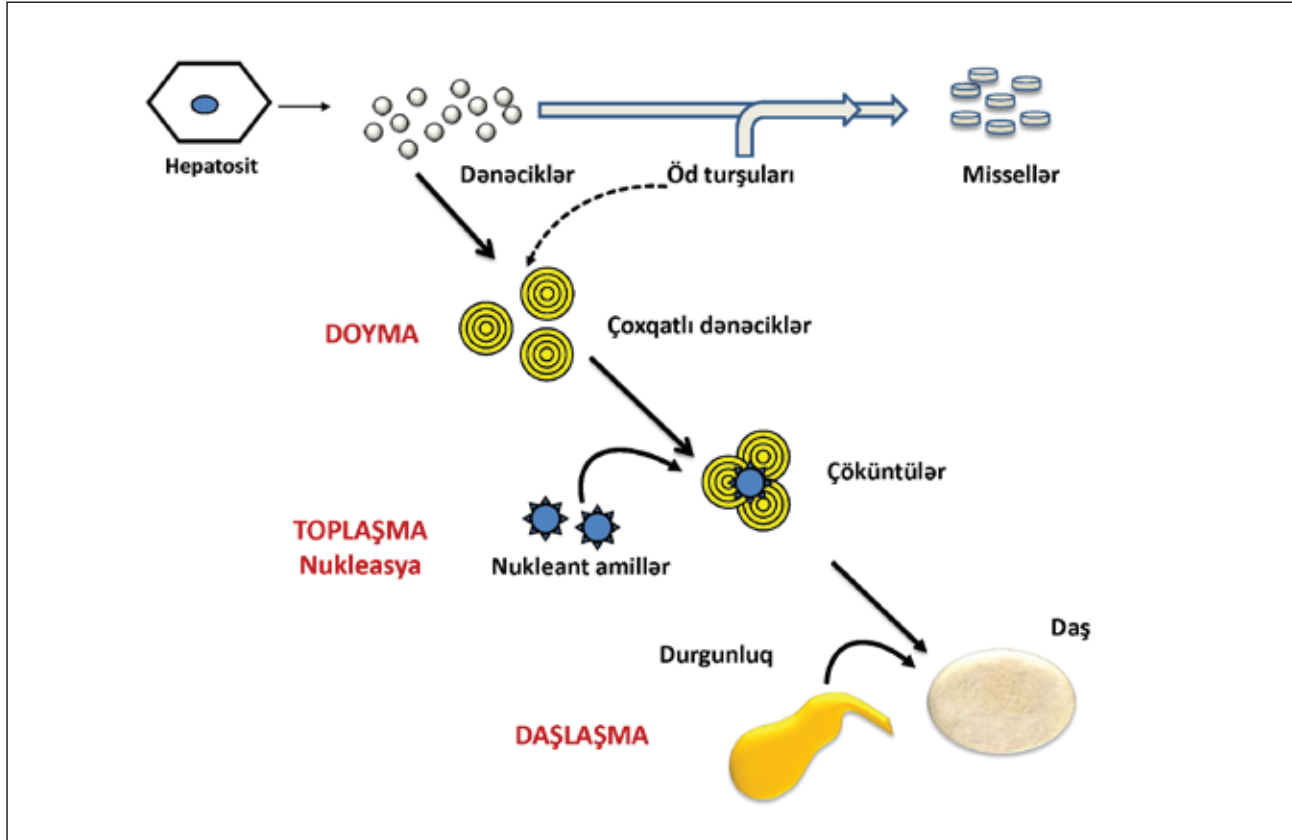 Hepatosit
Dənəciklər
Öd turşuları
Missellər
DOYMA
Çoxqatlı dənəciklər
Çöküntülər
TOPLAŞMA
Nukleasya
Nukleant amillər
Daş
Durgunluq
DAŞLAŞMA